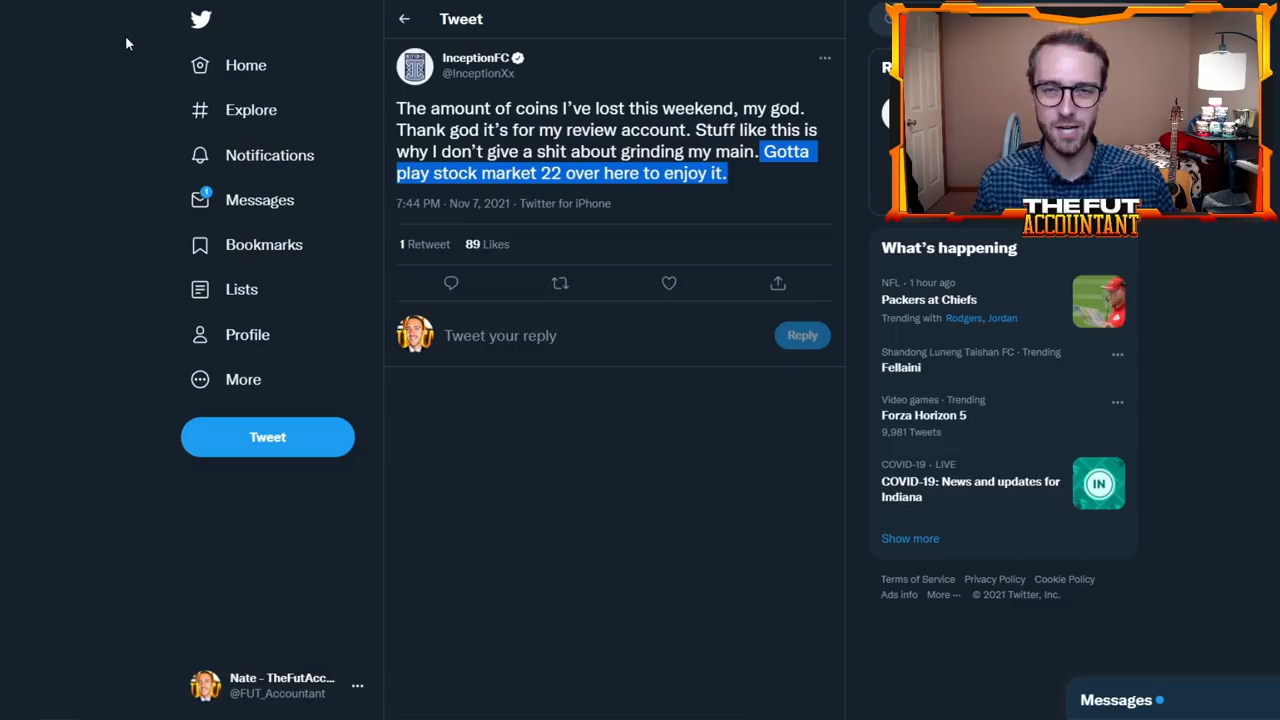 Home
Explore
Notifications
1
Messages
Bookmarks
Lists
Profile
More
Tweet
Nate - TheFutAcc...
@FUT_Accountant
Tweet
InceptionFC
@InceptionXx
The amount of coins I've lost this weekend, my god.
Thank god it's for my review account. Stuff like this is
why I don't give a shit about grinding my main. Gotta
play stock market 22 over here to enjoy it.
7:44 PM · Nov 7, 2021 · Twitter for iPhone
1 Retweet 89 Likes
Tweet your reply
Reply
THE FUT
ACCOUNTANT
What's happening
NFL · 1 hour ago
Packers at Chiefs
Trending with Rodgers, Jordan
Shandong Luneng Taishan FC · Trending
Fellaini
Video games · Trending
Forza Horizon 5
9,981 Tweets
COVID-19 · LIVE
COVID-19: News and updates for
Indiana
IN
Show more
Terms of Service Privacy Policy Cookie Policy
Ads info More ··· © 2021 Twitter, Inc.
Messages